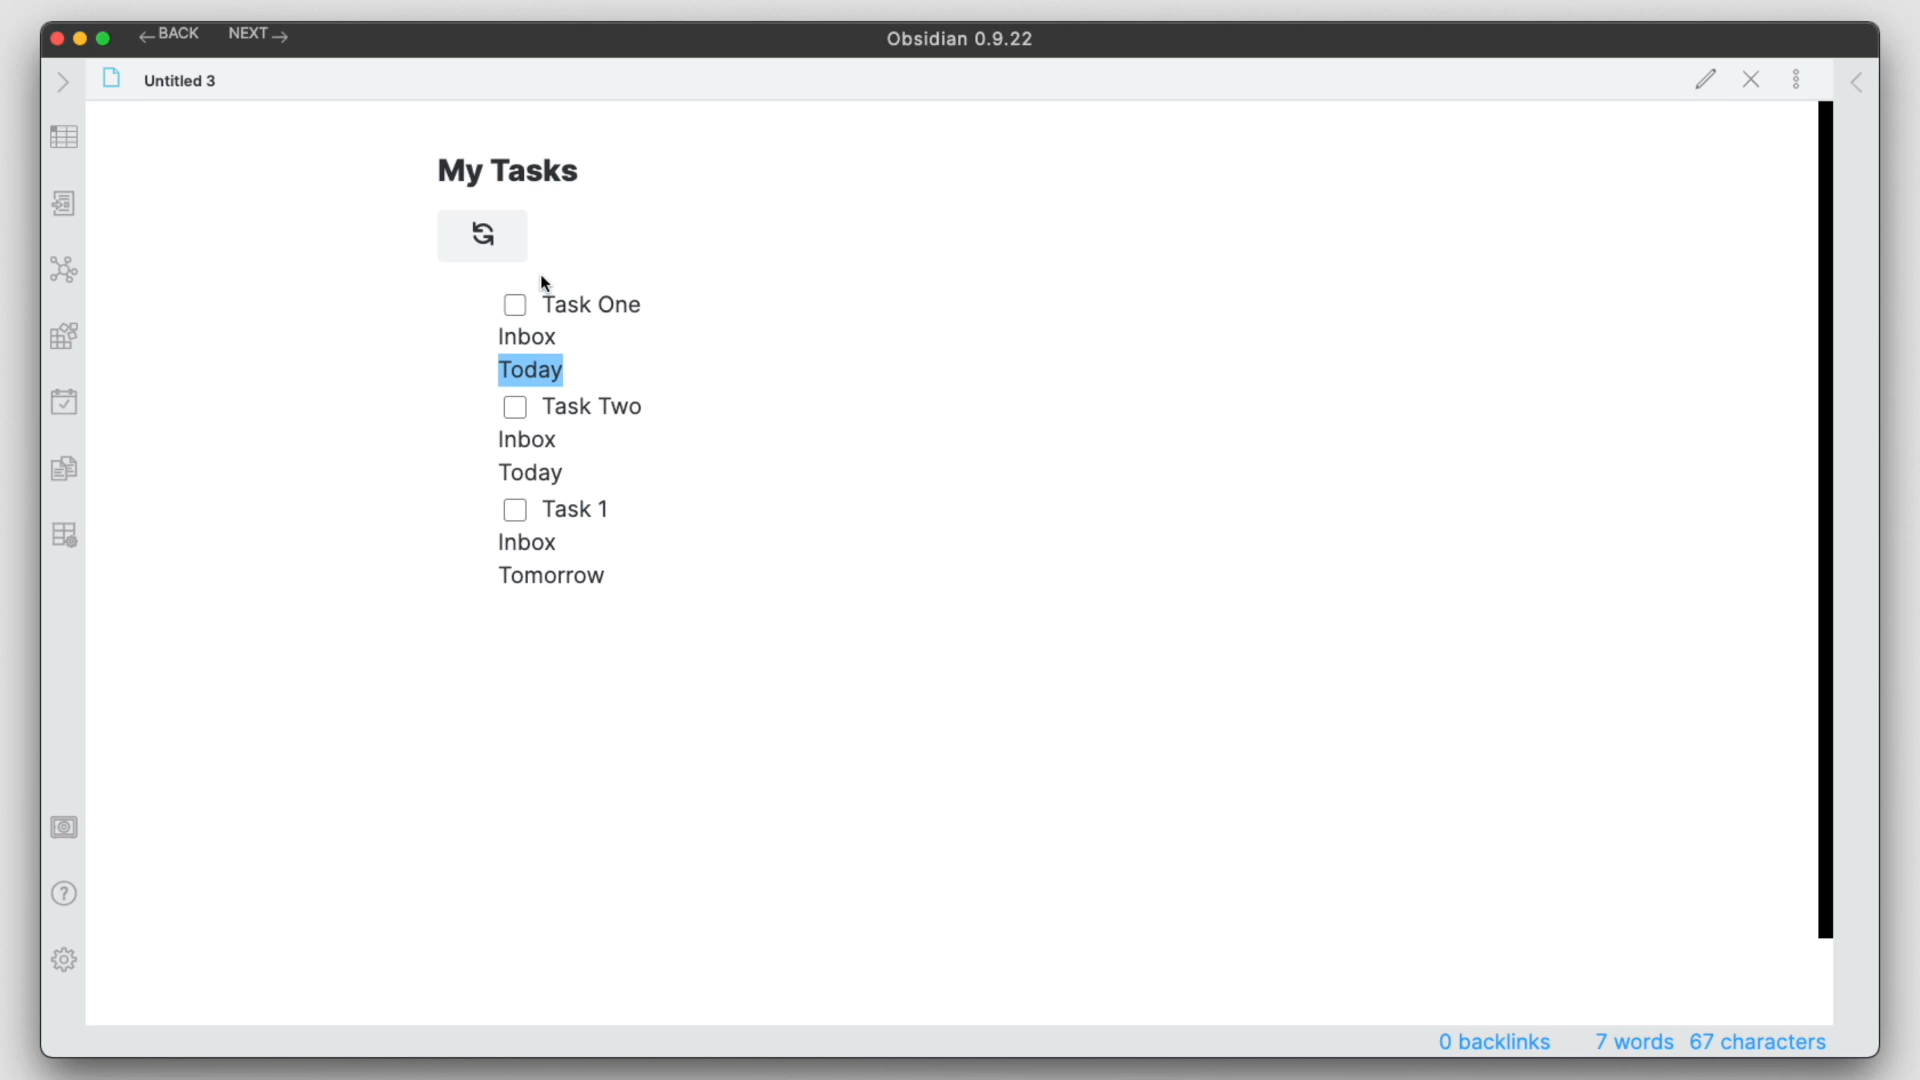 ←BACK NEXT→
Obsidian 0.9.22
Untitled 3
My Tasks
Task One
Inbox
Today
Task Two
Inbox
Today
Task 1
Inbox
Tomorrow
0 backlinks 7 words 67 characters